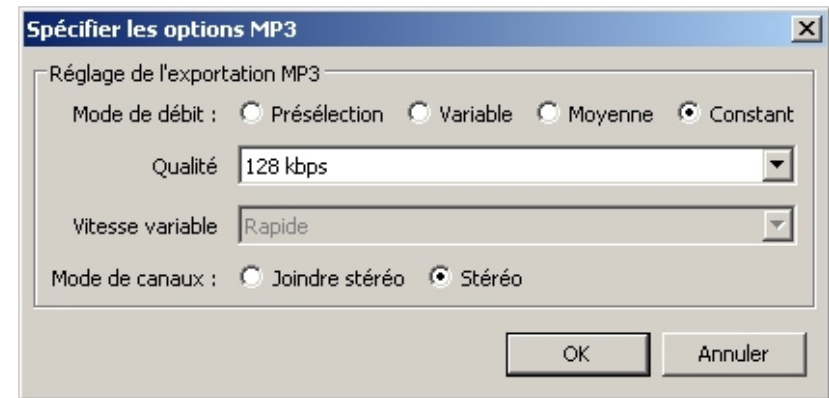 Spécifier les options MP3
Réglage de l'exportation MP3
Mode de débit : Présélection Variable Moyenne Constant
Qualité 128 kbps
Vitesse variable Rapide
Mode de canaux : Joindre stéréo Stéréo
OK Annuler